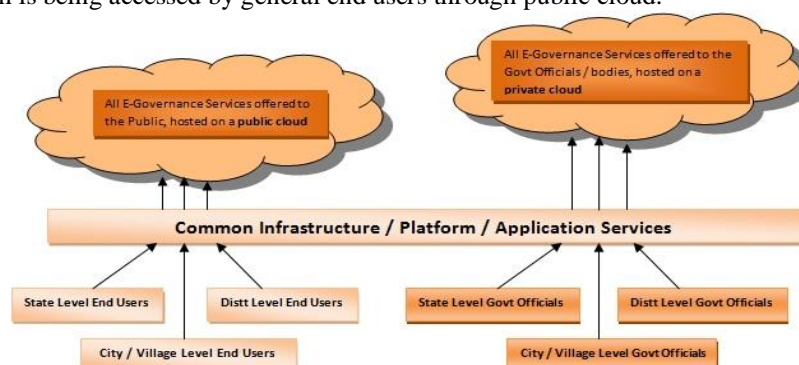 is being accessed by general end users through public cloud.
All E-Governance Services offered to
the Public, hosted on a public cloud
All E-Governance Services offered to the
Govt Officials / bodies, hosted on a
private cloud
Common Infrastructure / Platform / Application Services
State Level End Users
Distt Level End Users
City / Village Level End Users
State Level Govt Officials
Distt Level Govt Officials
City / Village Level Govt Officials